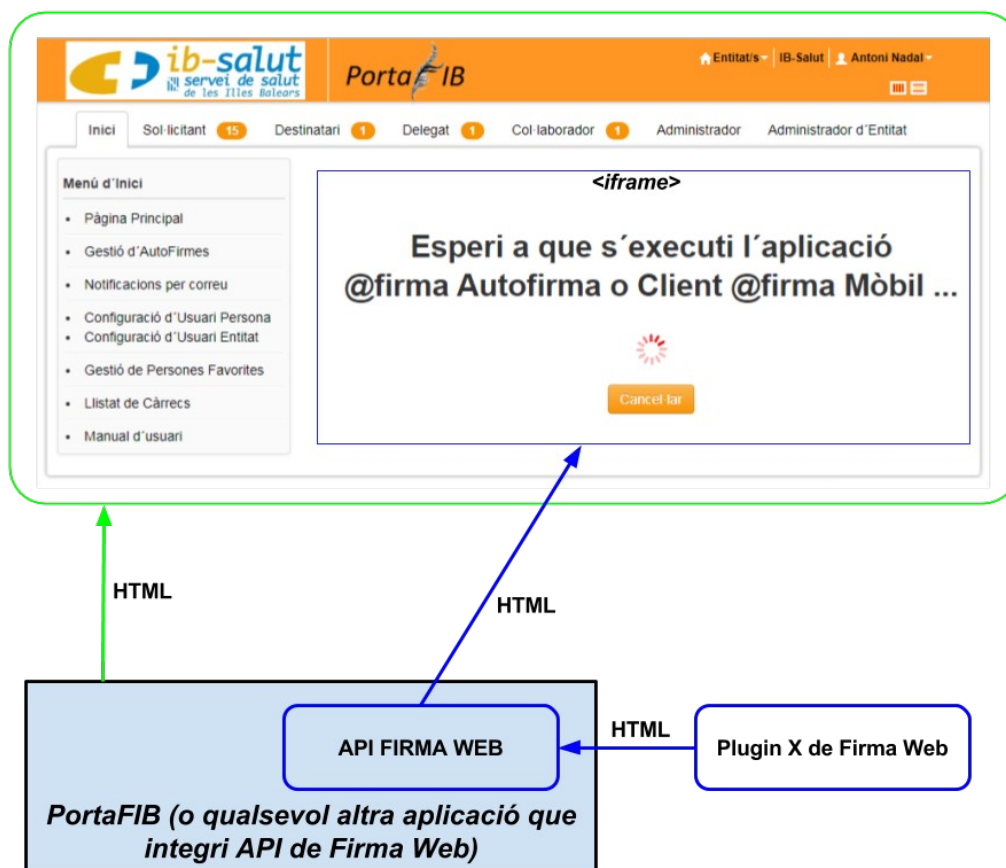 ib-salut
servei de salut
de les Illes Balears
PortaFIB
Entitat/s
IB-Salut
Antoni Nadal
Inici
Sol·licitant 15
Destinatari 1
Delegat 1
Col·laborador 1
Administrador
Administrador d´Entitat
Menú d´Inici
Pàgina Principal
Gestió d´AutoFirmes
Notificacions per correu
Configuració d´Usuari Persona
Configuració d´Usuari Entitat
Gestió de Persones Favorites
Llistat de Càrrecs
Manual d´usuari
<iframe>
Esperi a que s´executi l´aplicació
@firma Autofirma o Client @firma Mòbil ...
Cancel·lar
HTML
HTML
API FIRMA WEB
HTML
Plugin X de Firma Web
PortaFIB (o qualsevol altra aplicació que
integri API de Firma Web)